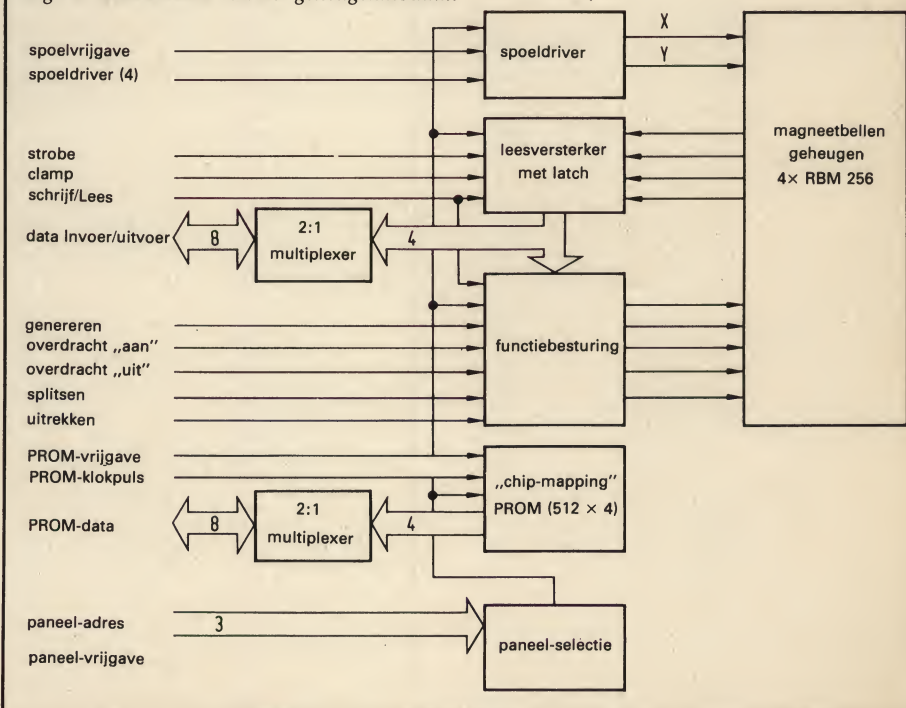 spoelvrijgave
spoeldriver (4)
spoeldriver
X
Y
magneetbellen
geheugen
4× RBM 256
strobe
clamp
schrijf/Lees
leesversterker
met latch
data Invoer/uitvoer
8
2:1
multiplexer
4
genereren
overdracht „aan"
overdracht „uit"
splitsen
uitrekken
functiebesturing
PROM-vrijgave
PROM-klokpuls
PROM-data
8
2:1
multiplexer
4
„chip-mapping"
PROM (512 × 4)
paneel-adres
3
paneel-vrijgave
paneel-selectie